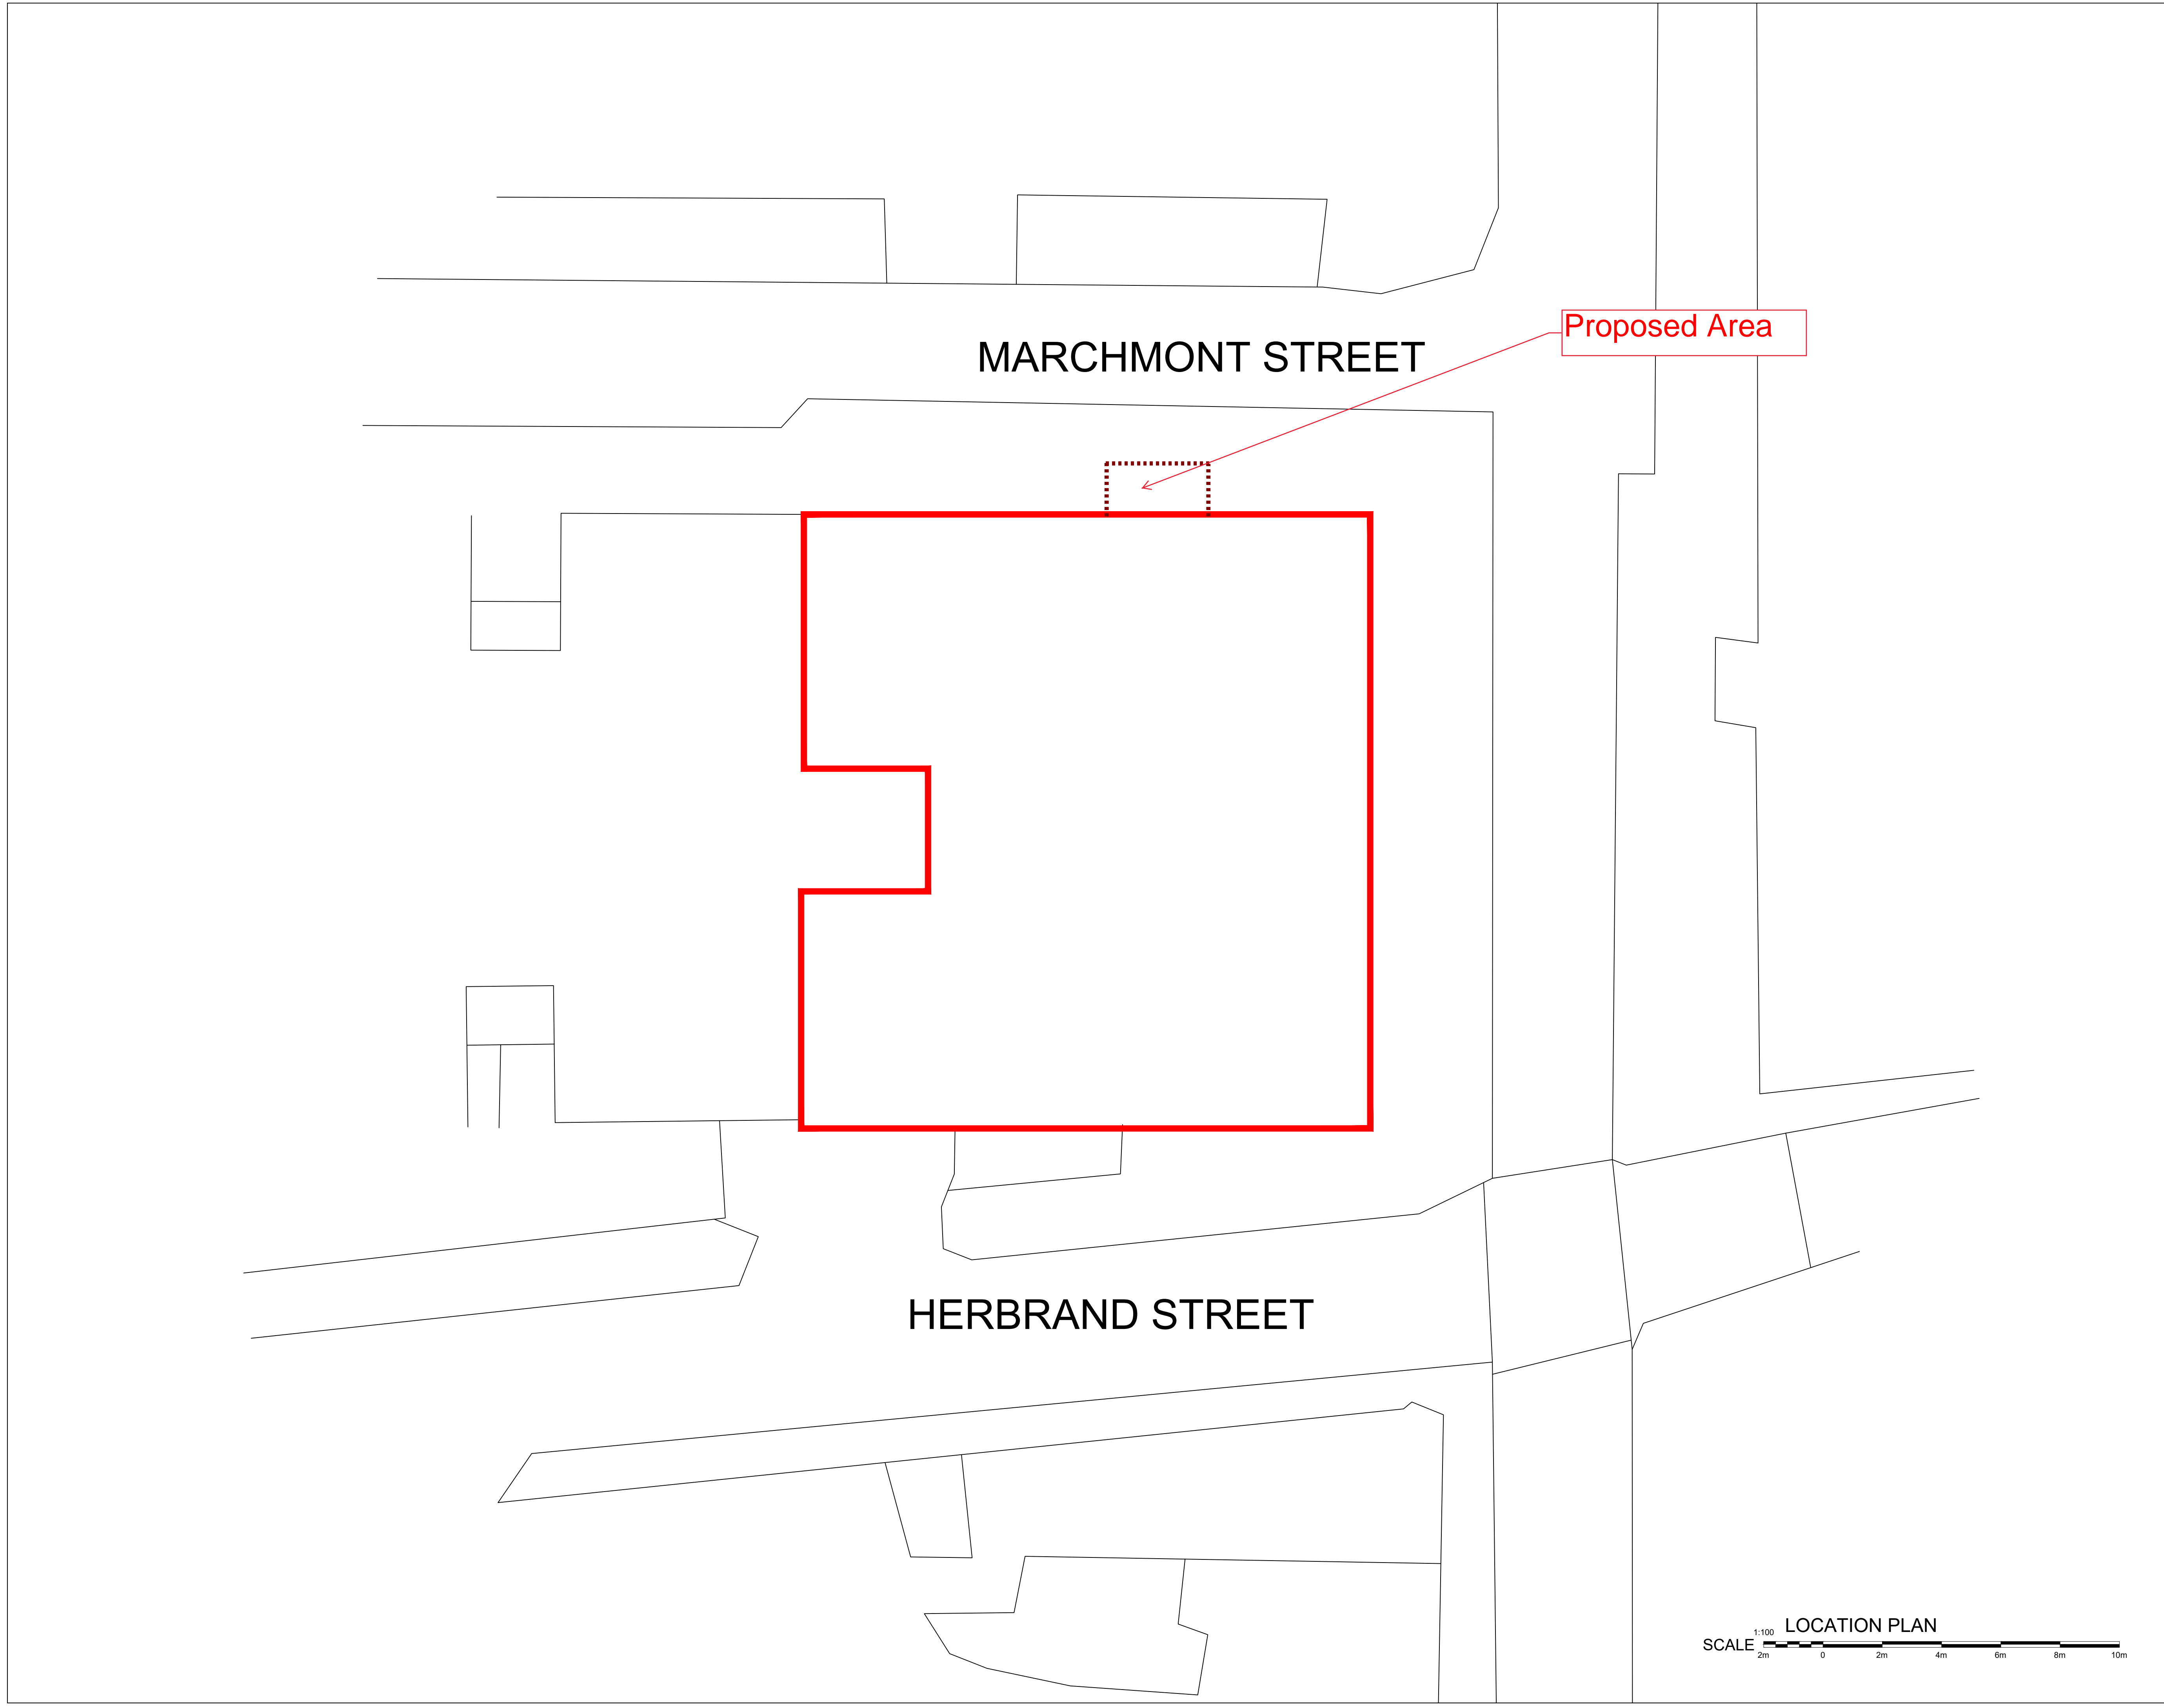 MARCHMONT STREET
Proposed Area
HERBRAND STREET
LOCATION PLAN
1:100
SCALE
2m 0 2m 4m 6m 8m 10m